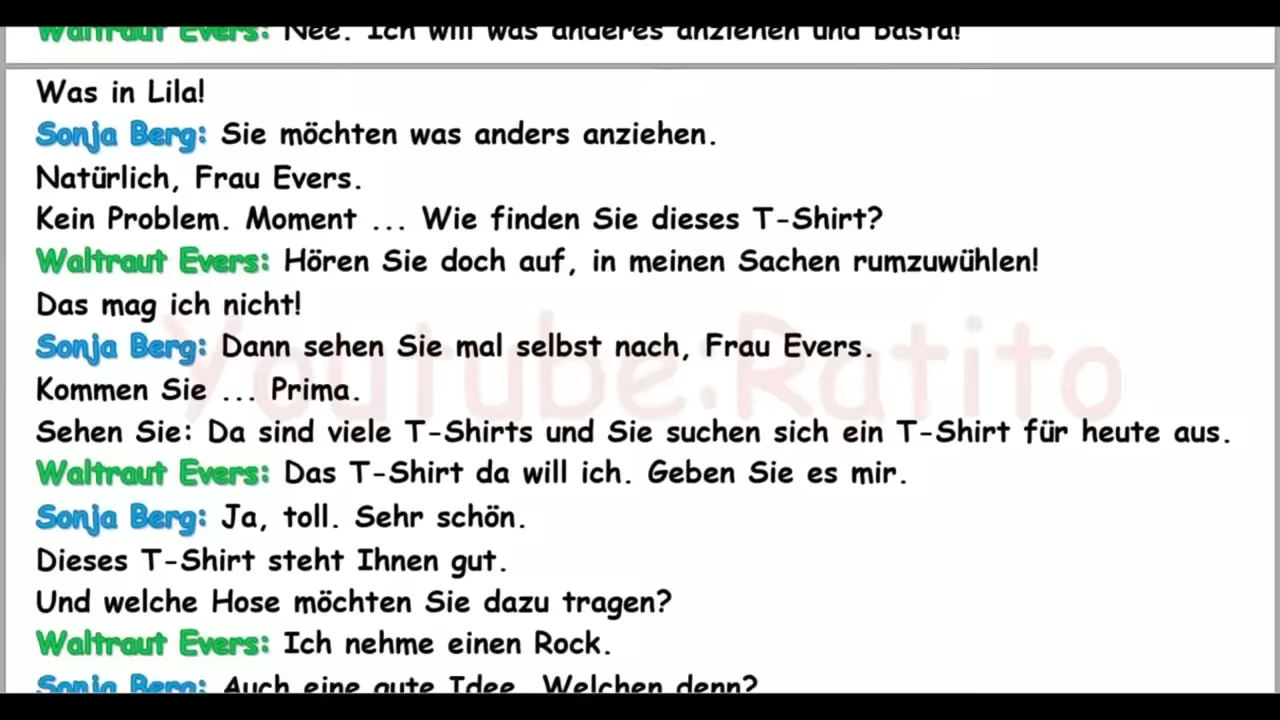 Waltraut Evers: Nee. Ich will was anderes anziehen und basta!
Was in Lila!
Sonja Berg: Sie möchten was anders anziehen.
Natürlich, Frau Evers.
Kein Problem. Moment ... Wie finden Sie dieses T-Shirt?
Waltraut Evers: Hören Sie doch auf, in meinen Sachen rumzuwühlen!
Das mag ich nicht!
Sonja Berg: Dann sehen Sie mal selbst nach, Frau Evers.
Kommen Sie ... Prima.
Sehen Sie: Da sind viele T-Shirts und Sie suchen sich ein T-Shirt für heute aus.
Waltraut Evers: Das T-Shirt da will ich. Geben Sie es mir.
Sonja Berg: Ja, toll. Sehr schön.
Dieses T-Shirt steht Ihnen gut.
Und welche Hose möchten Sie dazu tragen?
Waltraut Evers: Ich nehme einen Rock.
Sonja Berg: Auch eine gute Idee. Welchen denn?
Youtube:Ratito